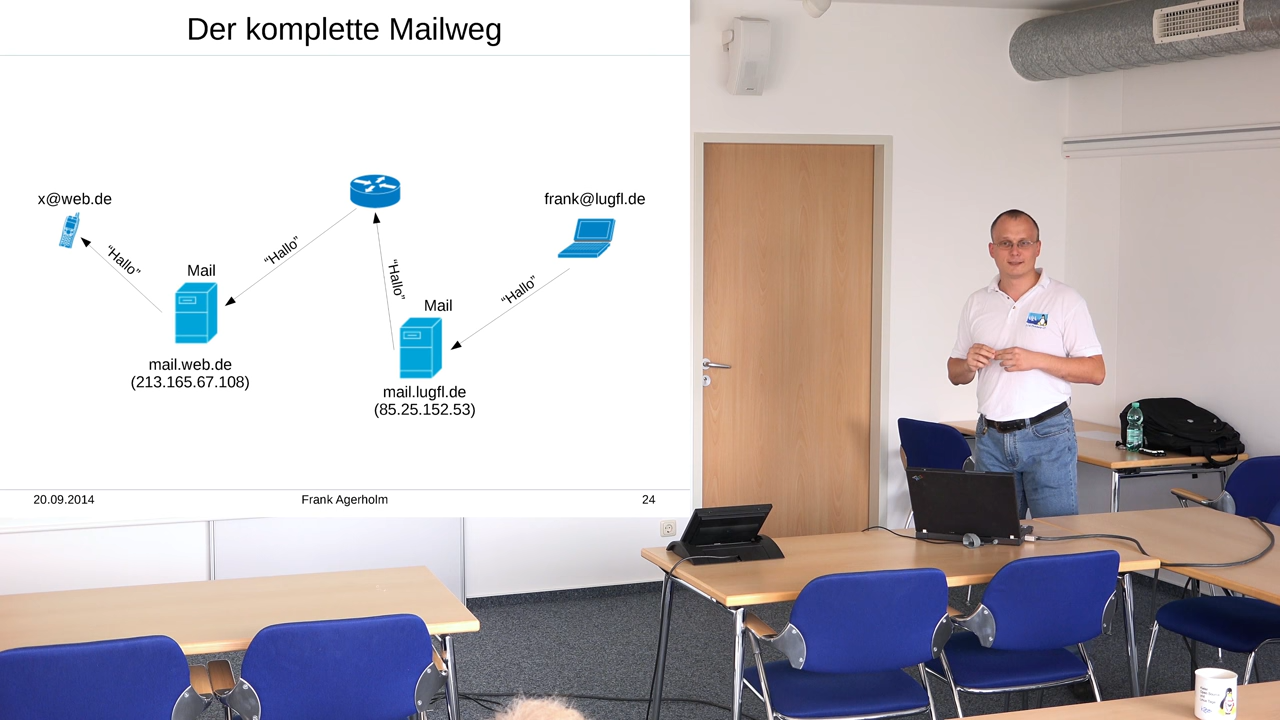 Der komplette Mailweg
x@web.de
frank@lugfl.de
"Hallo"
"Hallo"
"Hallo"
"Hallo"
Mail
Mail
mail.web.de
(213.165.67.108)
mail.lugfl.de
(85.25.152.53)
20.09.2014
Frank Agerholm
24